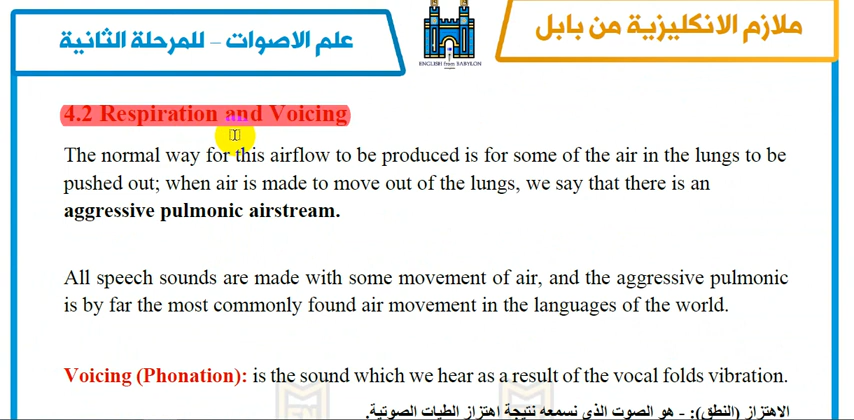 علم الاصوات – للمرحلة الثانية
ملازم الانكليزية من بابل
ENGLISH from BABYLON
4.2 Respiration and Voicing
The normal way for this airflow to be produced is for some of the air in the lungs to be
pushed out; when air is made to move out of the lungs, we say that there is an
aggressive pulmonic airstream.
All speech sounds are made with some movement of air, and the aggressive pulmonic
is by far the most commonly found air movement in the languages of the world.
Voicing (Phonation): is the sound which we hear as a result of the vocal folds vibration.
الاهتزاز (النطق):- هو الصوت الذي نسمعه نتيجة اهتزاز الطيات الصوتية.